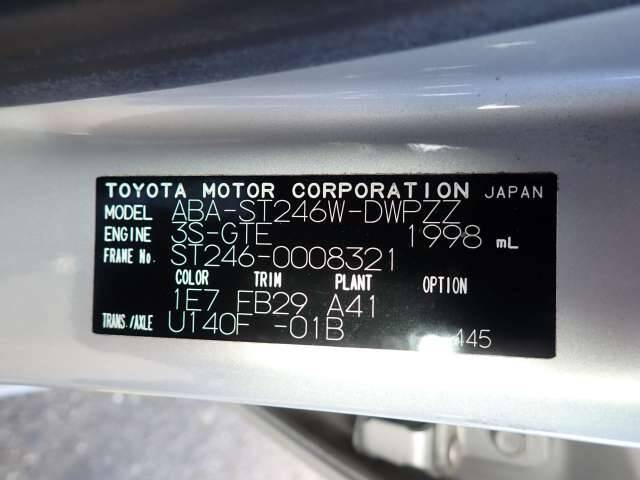 TOYOTA MOTOR CORPORATION JAPAN
MODEL ABA-ST246W-DWPZZ
ENGINE 3S-GTE 1998 mL
FRAME No. ST246-0008321
COLOR TRIM PLANT OPTION
1E7 FB29 A41
TRANS./AXLE U140F -01B 445